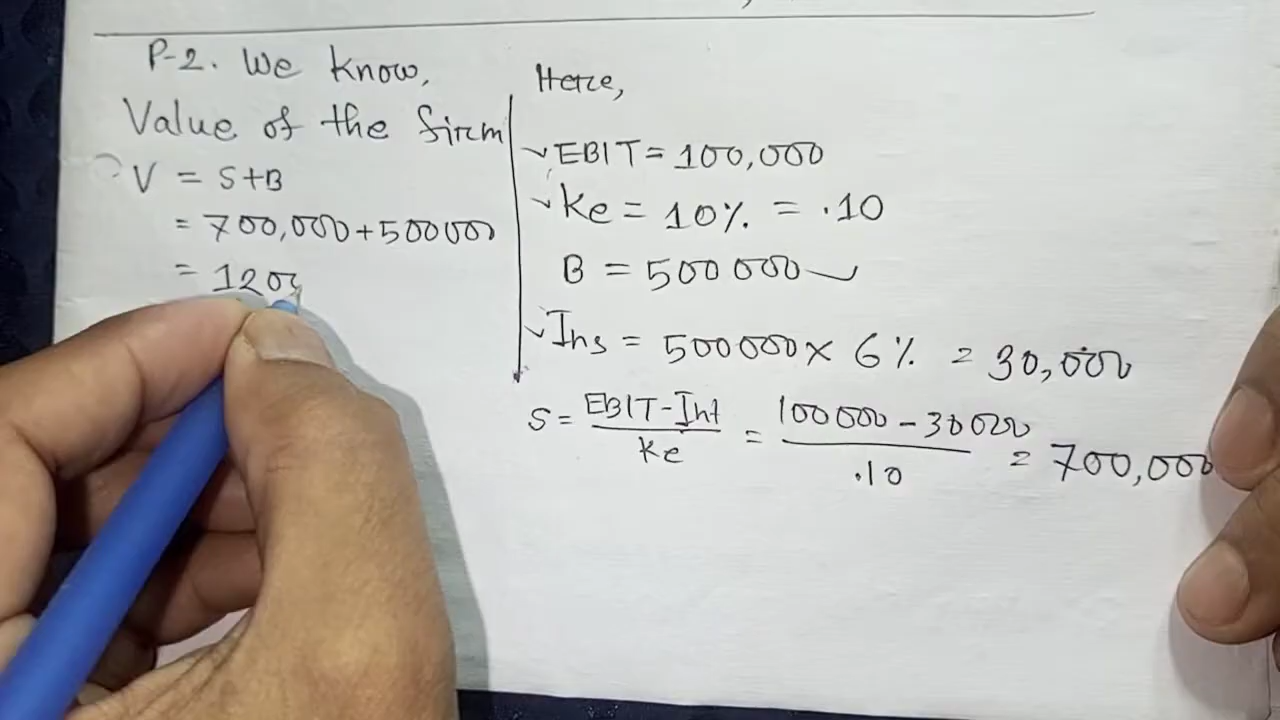 P-2. We know,
Value of the firm
V = S+B
= 700,000+500000
= 120
Here,
EBIT = 100,000
Ke = 10% = .10
B = 500000
Ins = 500000 × 6% = 30,000
S = EBIT-Int / Ke = 100000 - 30000 / .10 = 700,000